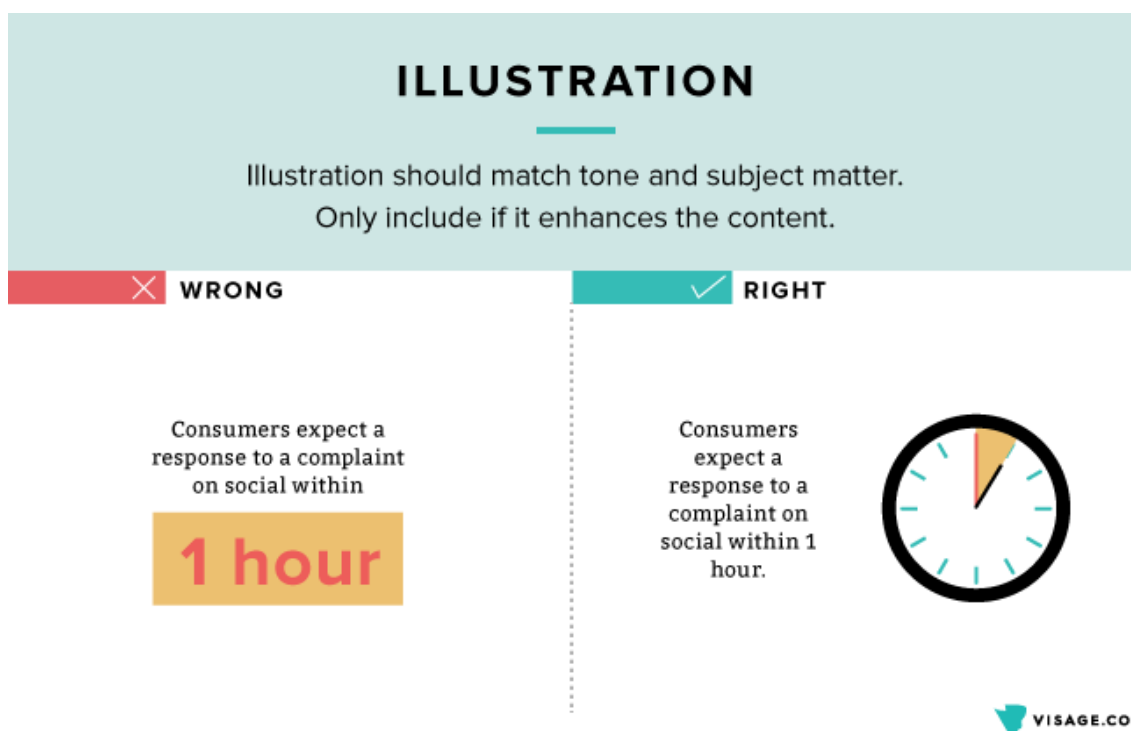 ILLUSTRATION
Illustration should match tone and subject matter.
Only include if it enhances the content.
WRONG
Consumers expect a
response to a complaint
on social within
1 hour
RIGHT
Consumers
expect a
response to a
complaint on
social within 1
hour.
VISAGE.CO